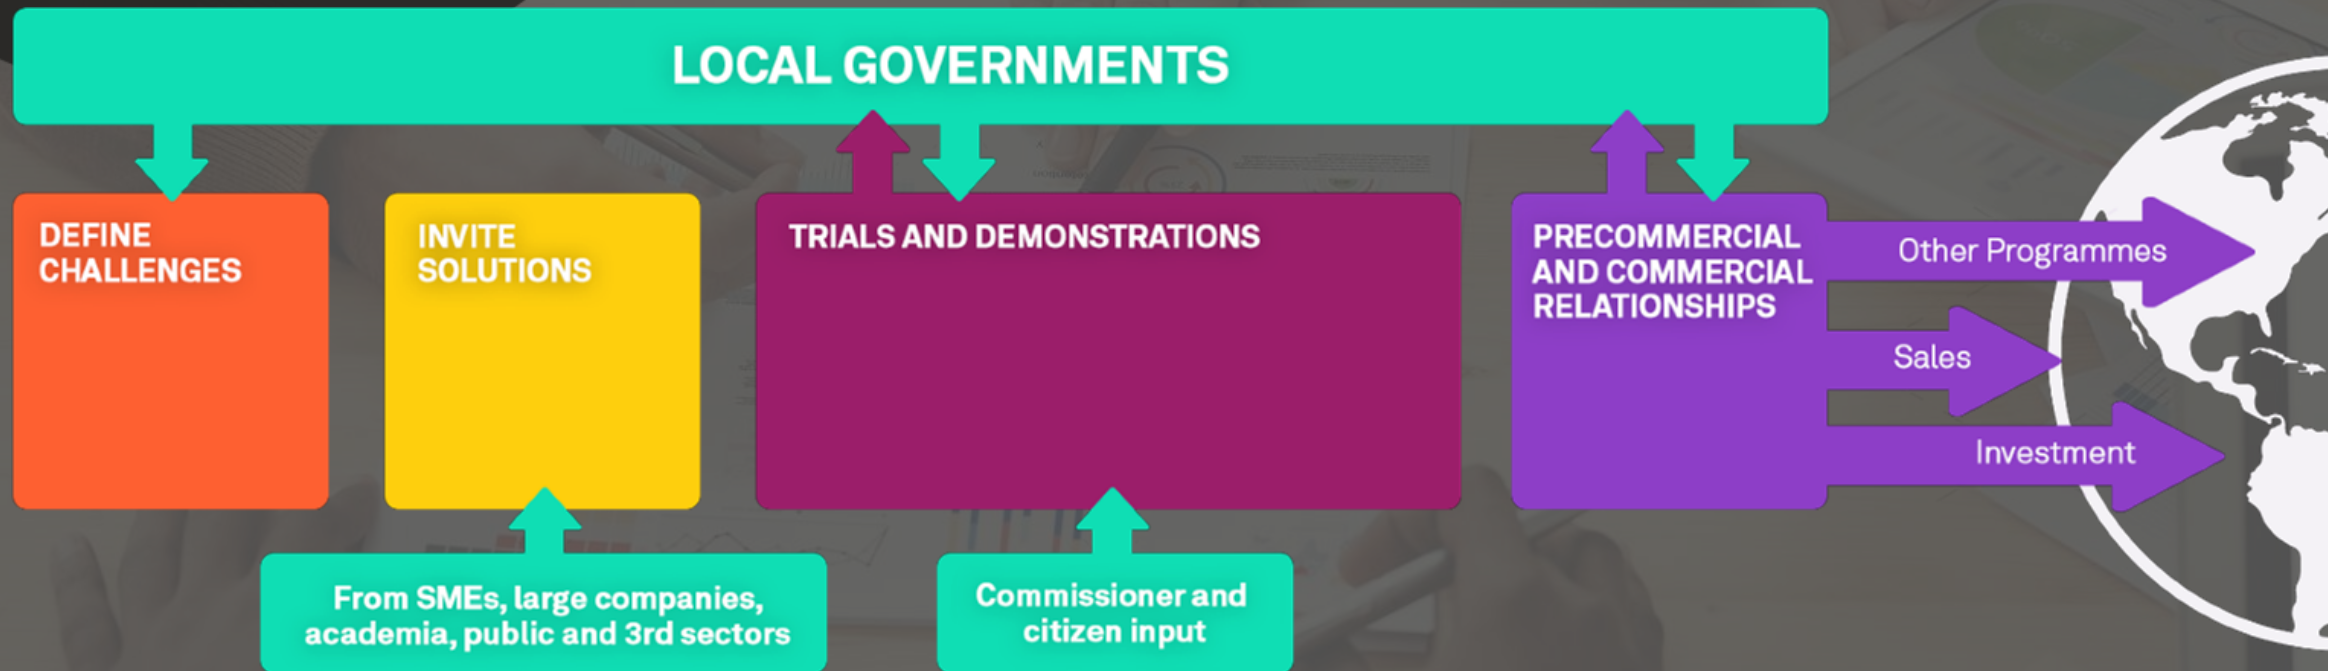 LOCAL GOVERNMENTS
DEFINE
CHALLENGES
INVITE
SOLUTIONS
TRIALS AND DEMONSTRATIONS
PRECOMMERCIAL
AND COMMERCIAL
RELATIONSHIPS
Other Programmes
Sales
Investment
From SMEs, large companies,
academia, public and 3rd sectors
Commissioner and
citizen input